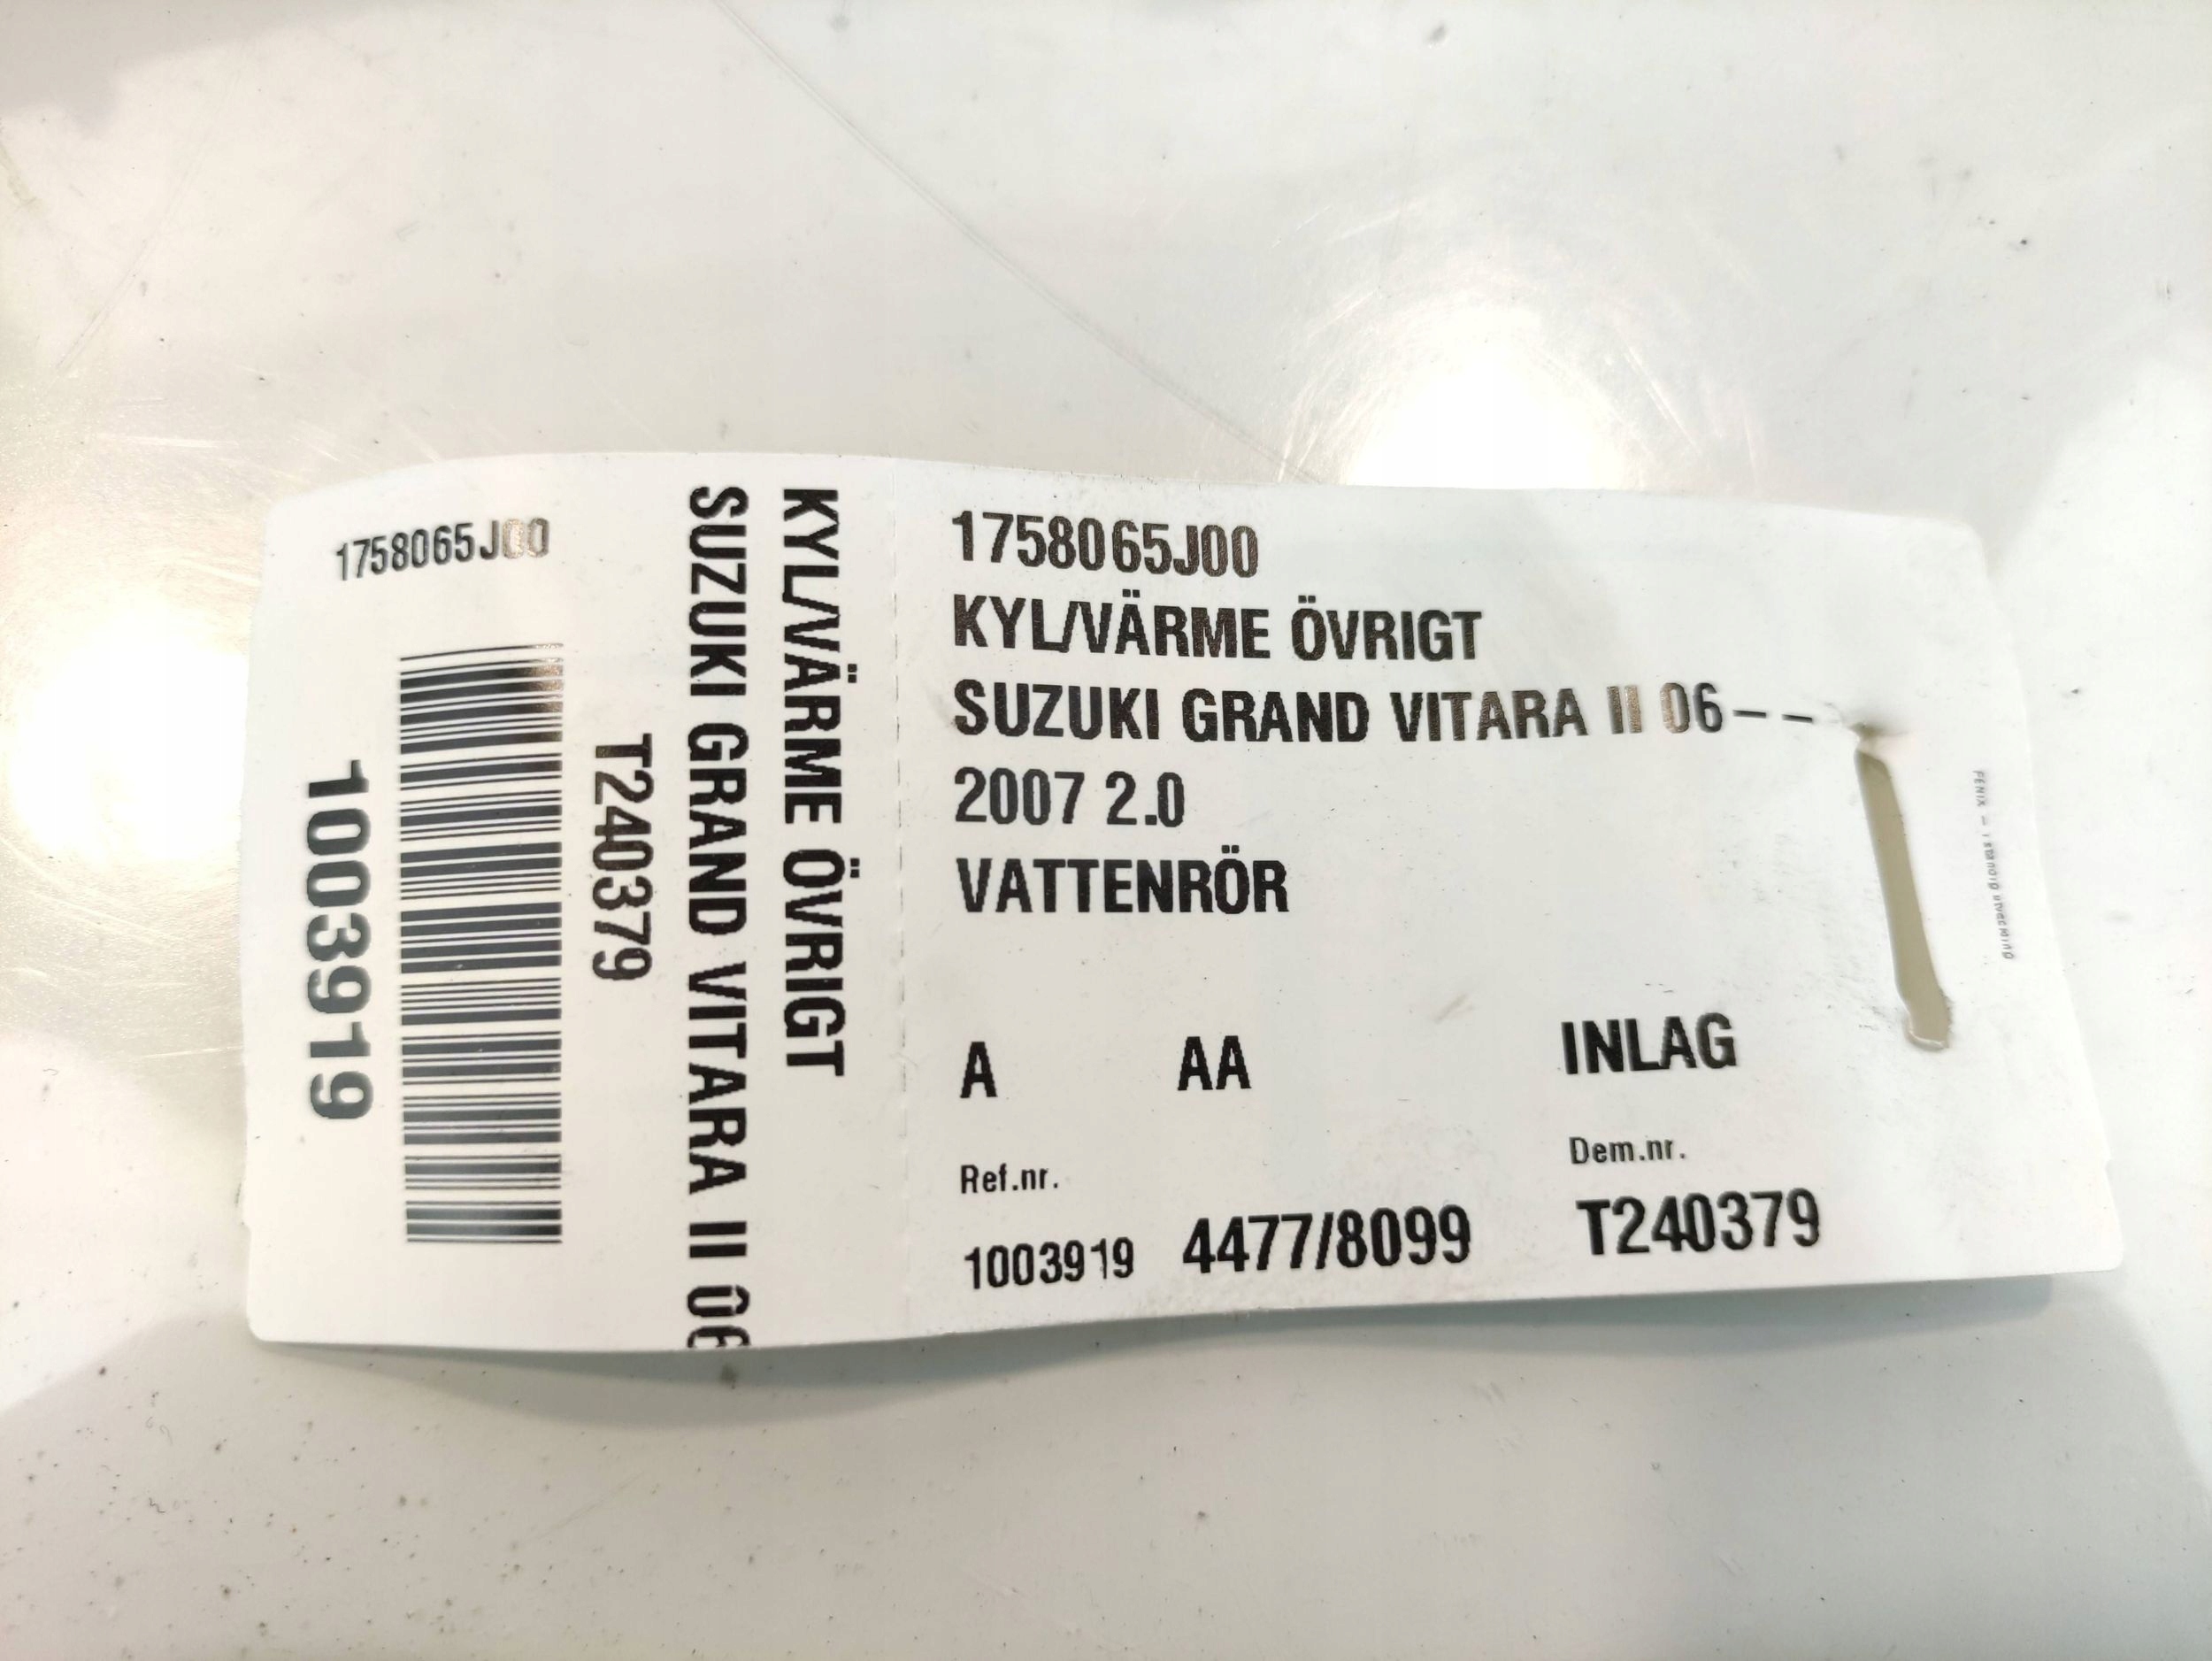 1758065J00
1003919
T240379
SUZUKI GRAND VITARA II 06
KYL/VÄRME ÖVRIGT
1758065J00
KYL/VÄRME ÖVRIGT
SUZUKI GRAND VITARA II 06--
2007 2.0
VATTENRÖR
A AA INLAG
Ref.nr. Dem.nr.
1003919 4477/8099 T240379
FENIX –